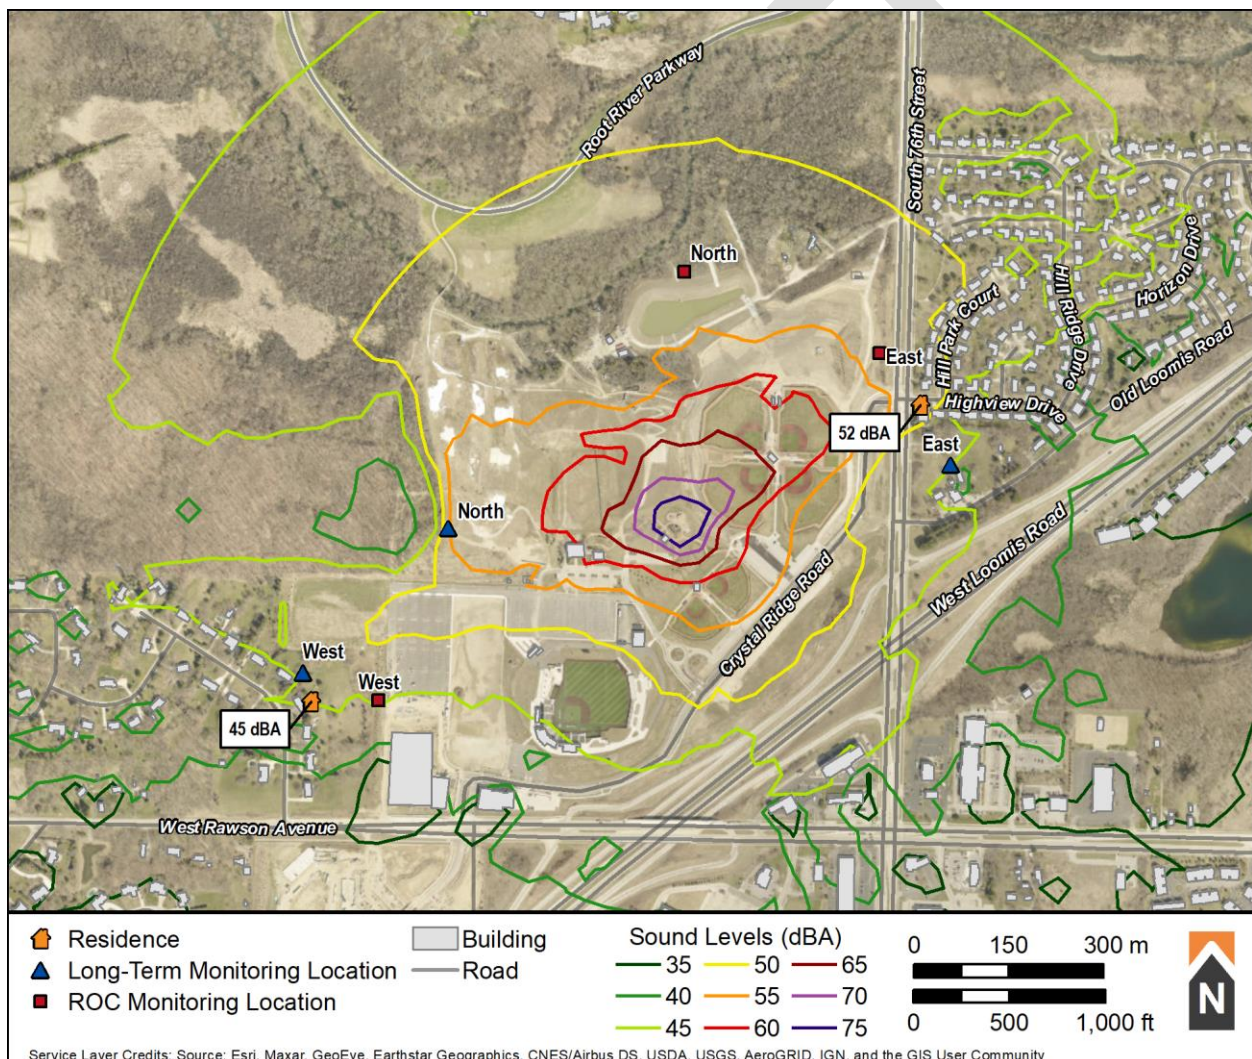 Root River Parkway
South 76th Street
North
Hill Park Court
Hill Ridge Drive
Horizon Drive
Old Loomis Road
East
Highview Drive
52 dBA
East
North
West Loomis Road
Crystal Ridge Road
West
West
45 dBA
West Rawson Avenue
Residence
Long-Term Monitoring Location
ROC Monitoring Location
Building
Road
Sound Levels (dBA)
35 50 65
40 55 70
45 60 75
0 150 300 m
0 500 1,000 ft
N
Service Layer Credits: Source: Esri, Maxar, GeoEye, Earthstar Geographics, CNES/Airbus DS, USDA, USGS, AeroGRID, IGN, and the GIS User Community